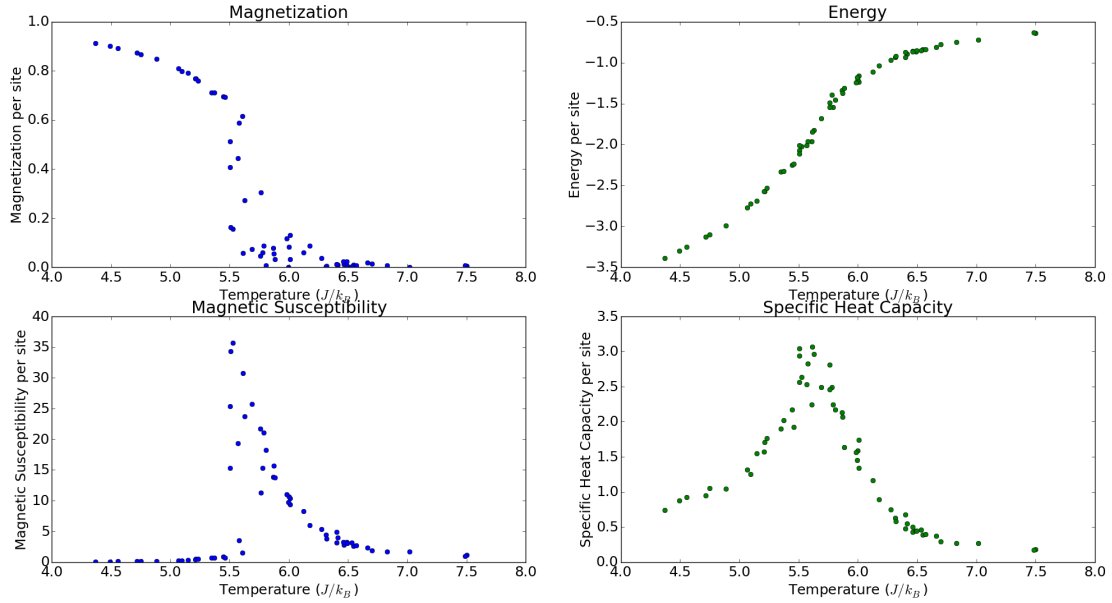 Magnetization
Magnetization per site
1.0
0.8
0.6
0.4
0.2
0.0
4.0 4.5 5.0 5.5 6.0 6.5 7.0 7.5 8.0
Temperature (J/k_B)
Energy
Energy per site
−0.5
−1.0
−1.5
−2.0
−2.5
−3.0
−3.5
4.0 4.5 5.0 5.5 6.0 6.5 7.0 7.5 8.0
Temperature (J/k_B)
Magnetic Susceptibility
Magnetic Susceptibility per site
40
35
30
25
20
15
10
5
0
4.0 4.5 5.0 5.5 6.0 6.5 7.0 7.5 8.0
Temperature (J/k_B)
Specific Heat Capacity
Specific Heat Capacity per site
3.5
3.0
2.5
2.0
1.5
1.0
0.5
0.0
4.0 4.5 5.0 5.5 6.0 6.5 7.0 7.5 8.0
Temperature (J/k_B)